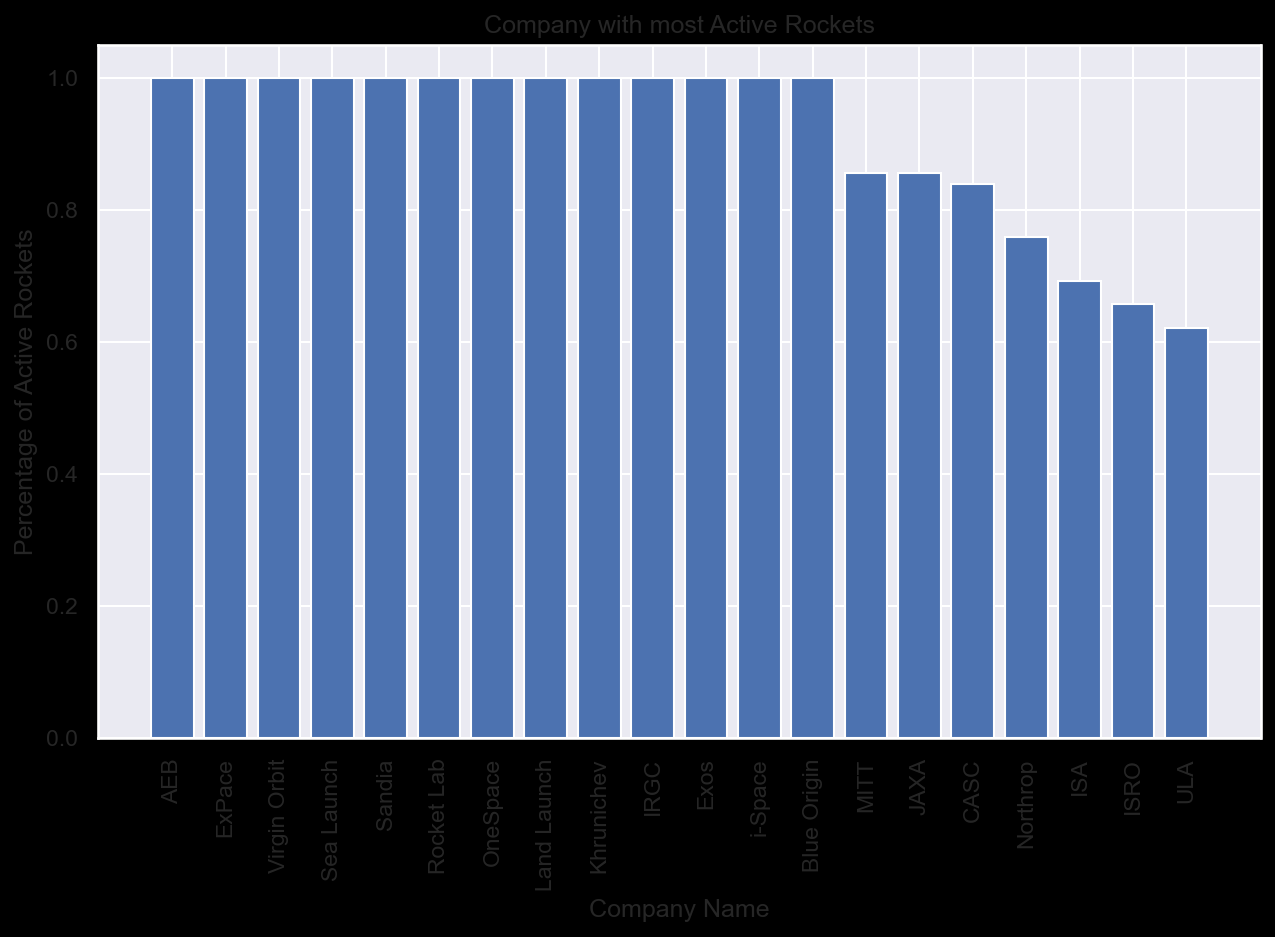 Company with most Active Rockets
Percentage of Active Rockets
1.0
0.8
0.6
0.4
0.2
0.0
AEB
ExPace
Virgin Orbit
Sea Launch
Sandia
Rocket Lab
OneSpace
Land Launch
Khrunichev
IRGC
Exos
i-Space
Blue Origin
MITT
JAXA
CASC
Northrop
ISA
ISRO
ULA
Company Name